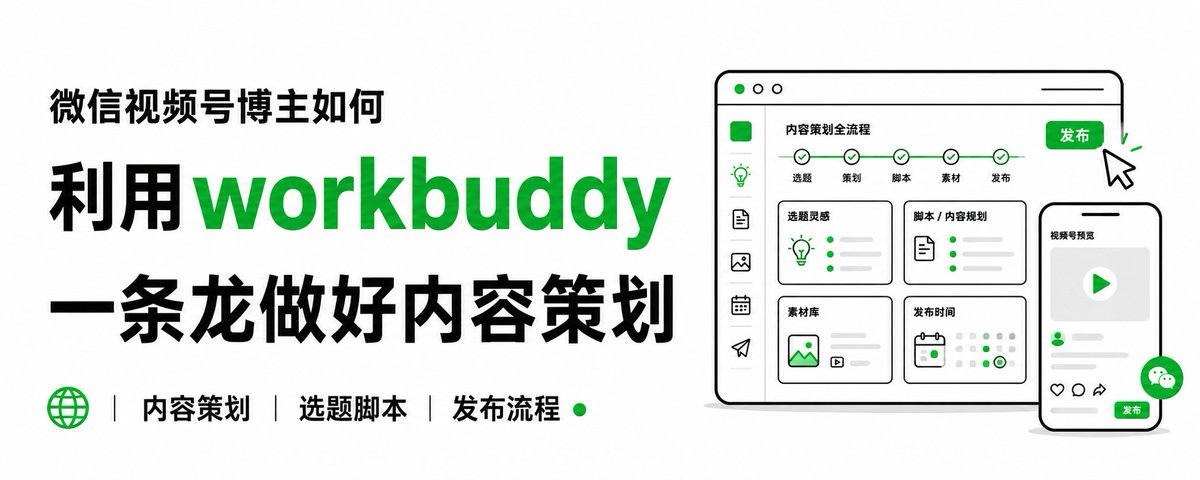 微信视频号博主如何
利用workbuddy
一条龙做好内容策划
内容策划 | 选题脚本 | 发布流程
内容策划全流程
发布
选题 策划 脚本 素材 发布
选题灵感
脚本 / 内容规划
素材库
发布时间
视频号预览
发布